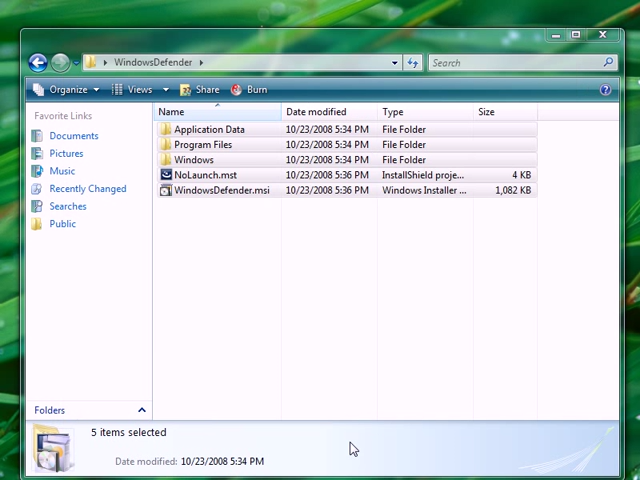 WindowsDefender
Search
Organize Views Share Burn
Favorite Links
Documents
Pictures
Music
Recently Changed
Searches
Public
Folders
Name Date modified Type Size
Application Data 10/23/2008 5:34 PM File Folder
Program Files 10/23/2008 5:34 PM File Folder
Windows 10/23/2008 5:34 PM File Folder
NoLaunch.mst 10/23/2008 5:36 PM InstallShield proje... 4 KB
WindowsDefender.msi 10/23/2008 5:36 PM Windows Installer ... 1,082 KB
5 items selected
Date modified: 10/23/2008 5:34 PM